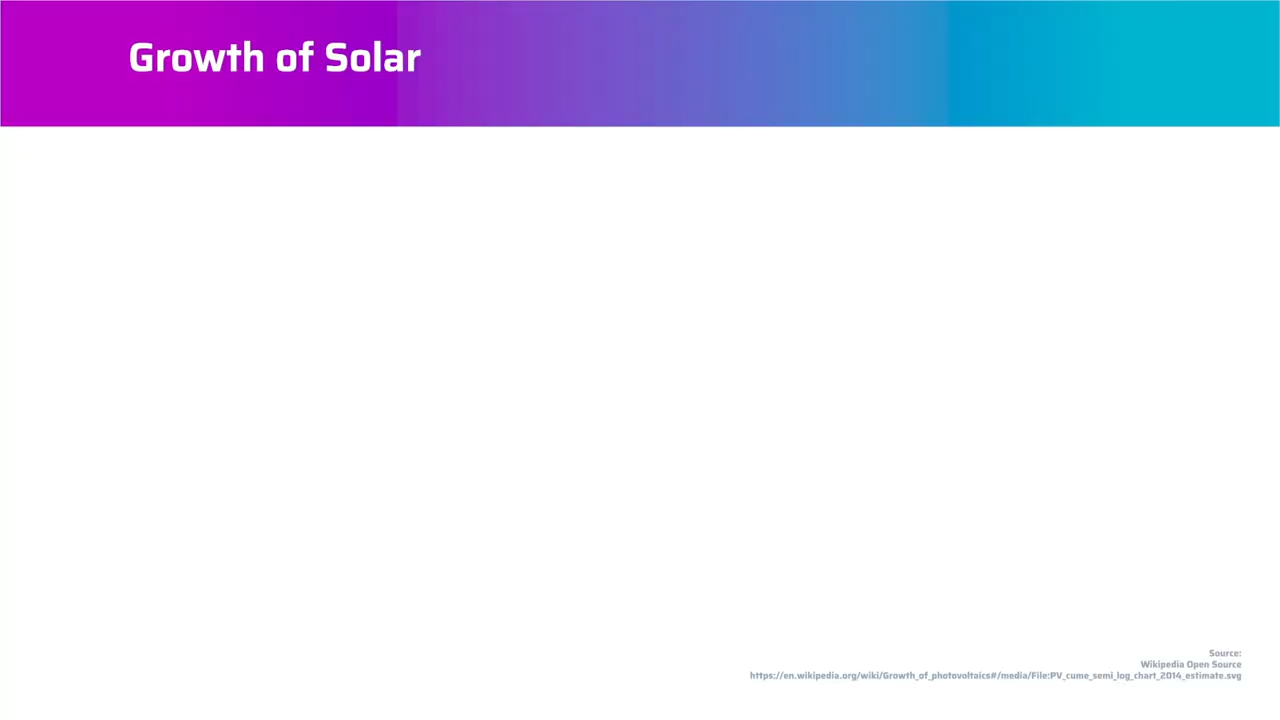 Growth of Solar
Source:
Wikipedia Open Source
https://en.wikipedia.org/wiki/Growth_of_photovoltaics#/media/File:PV_cume_semi_log_chart_2014_estimate.svg